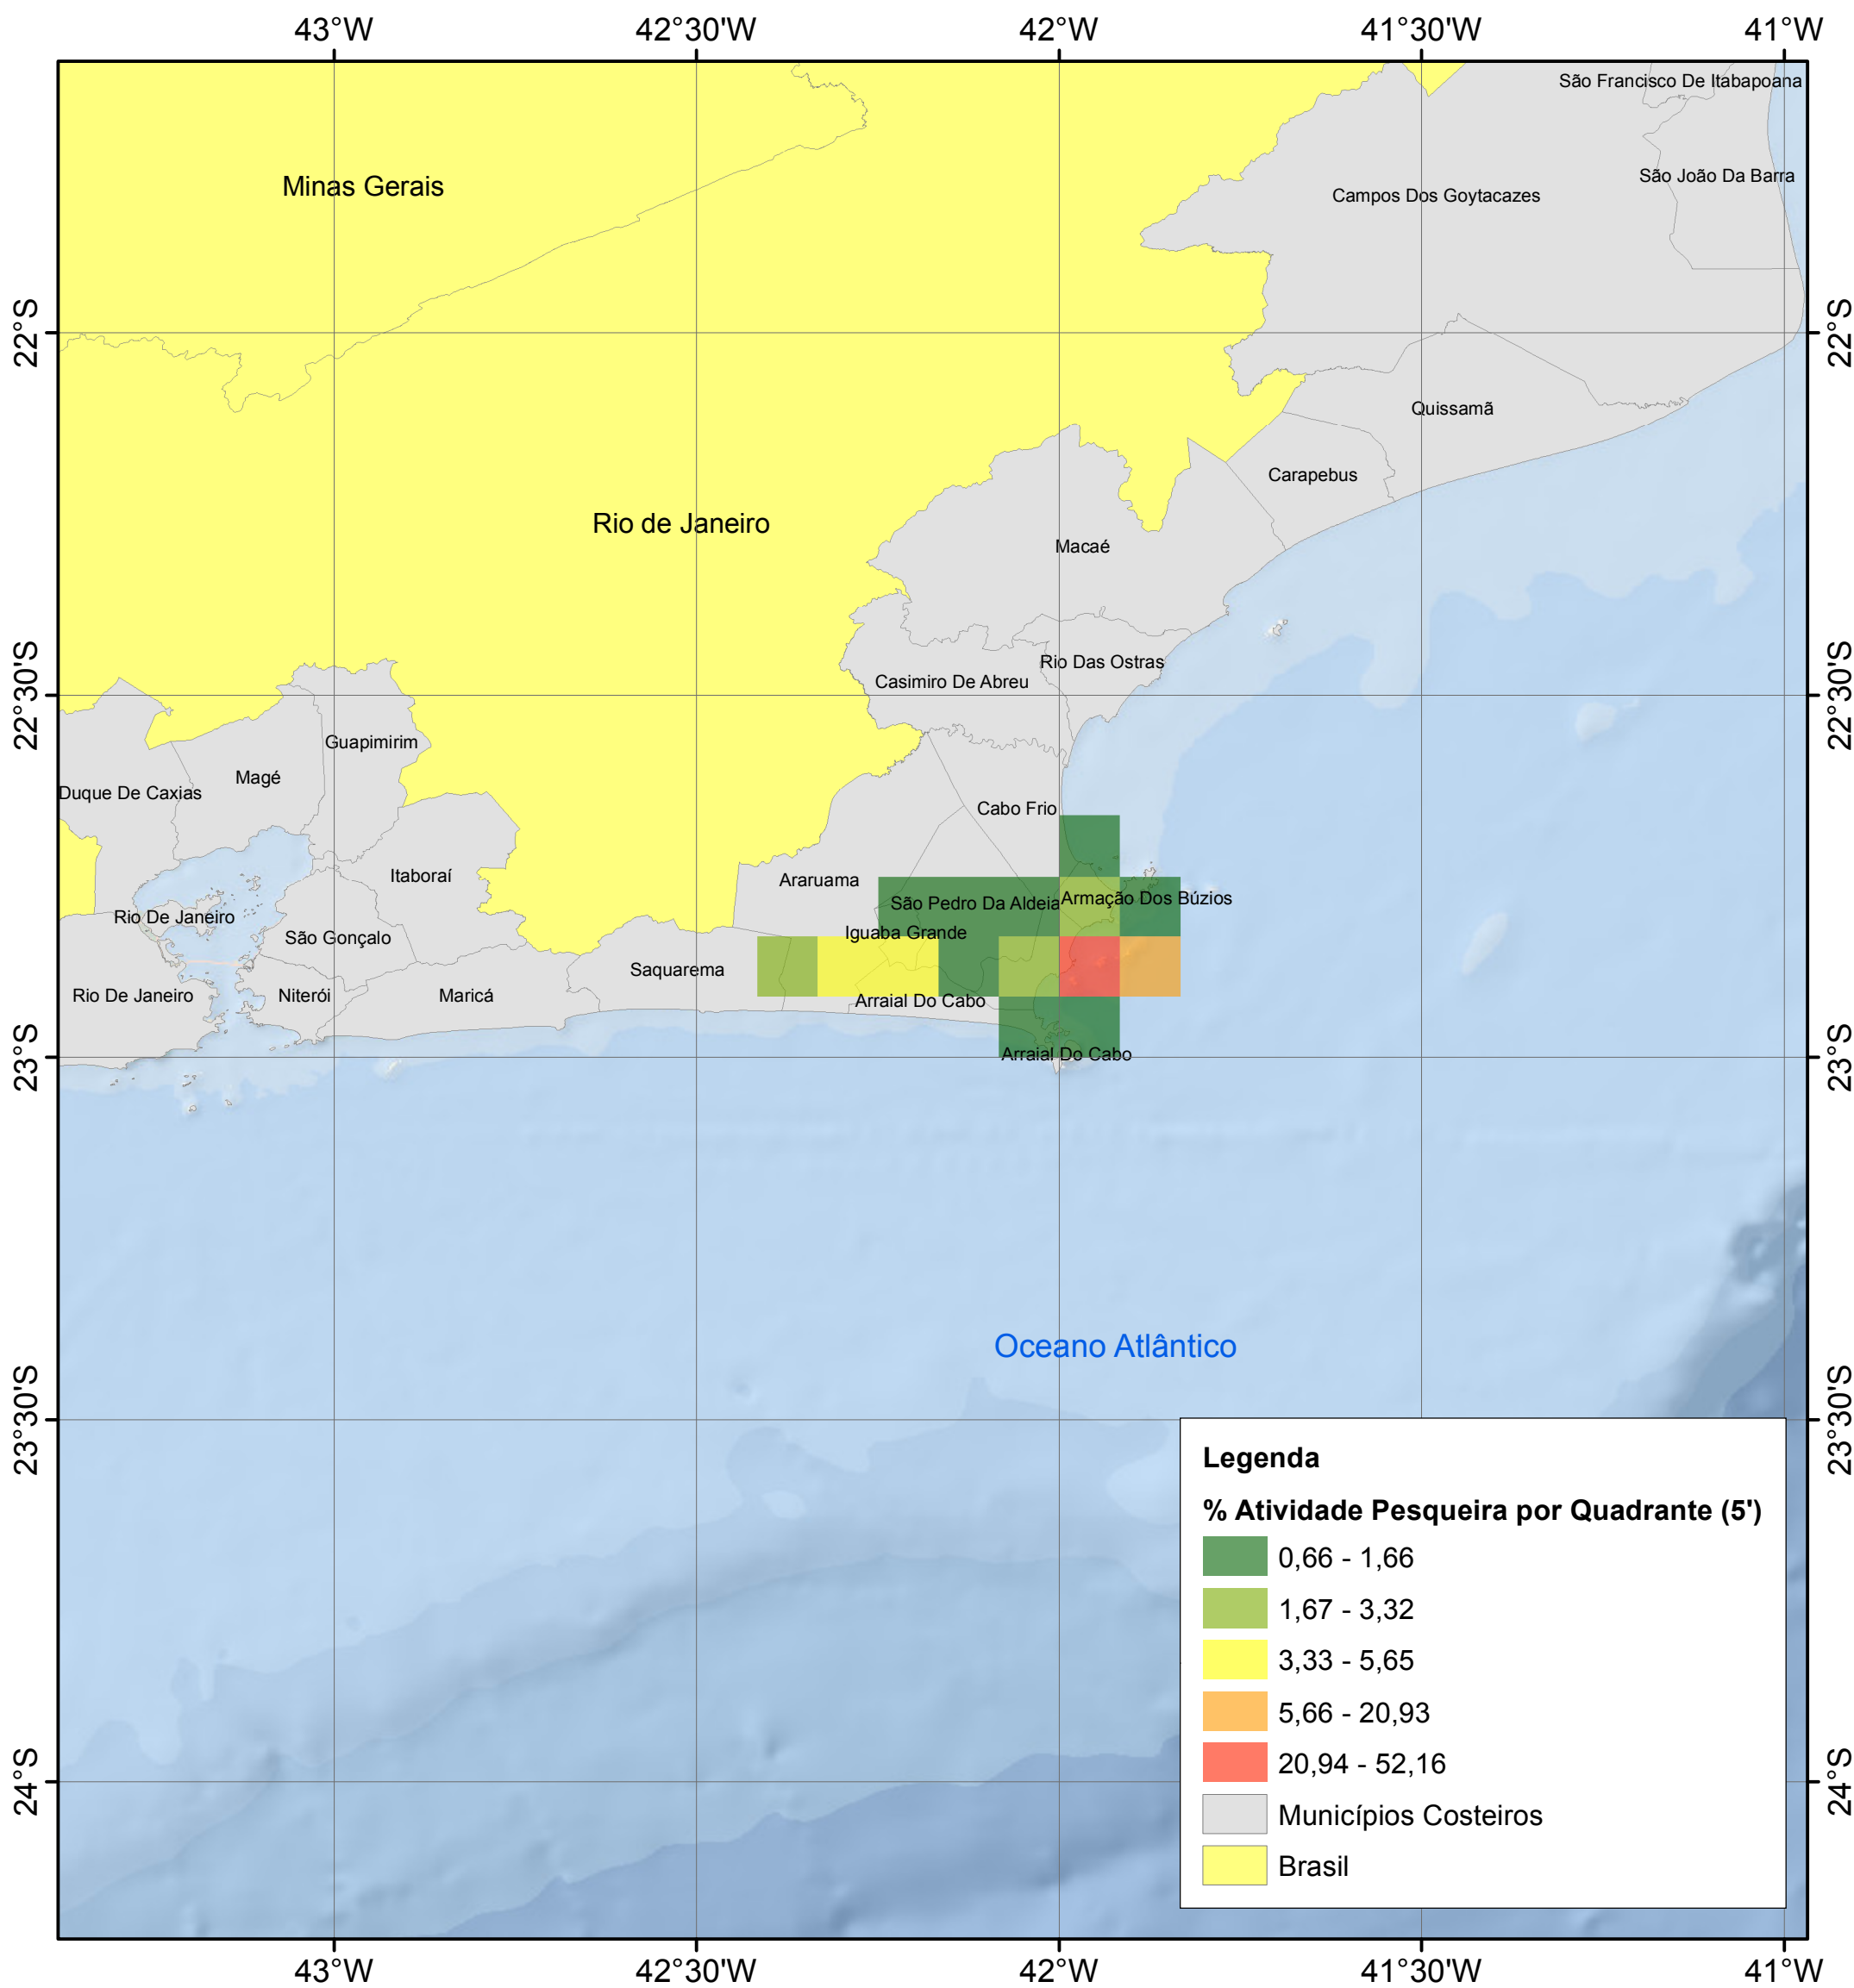 43°W 42°30'W 42°W 41°30'W 41°W
São Francisco De Itabapoana
São João Da Barra
Minas Gerais
Campos Dos Goytacazes
22°S 22°S
Quissamã
Carapebus
Rio de Janeiro
Macaé
Rio Das Ostras
Casimiro De Abreu
22°30'S 22°30'S
Guapimirim
Magé
Duque De Caxias
Cabo Frio
Itaboraí
Araruama
Armação Dos Búzios
São Pedro Da Aldeia
Rio De Janeiro
Iguaba Grande
São Gonçalo
Saquarema
Rio De Janeiro
Niterói
Maricá
Arraial Do Cabo
Arraial Do Cabo
23°S 23°S
Oceano Atlântico
23°30'S 23°30'S
Legenda
% Atividade Pesqueira por Quadrante (5')
0,66 - 1,66
1,67 - 3,32
3,33 - 5,65
5,66 - 20,93
20,94 - 52,16
Municípios Costeiros
Brasil
24°S 24°S
43°W 42°30'W 42°W 41°30'W 41°W